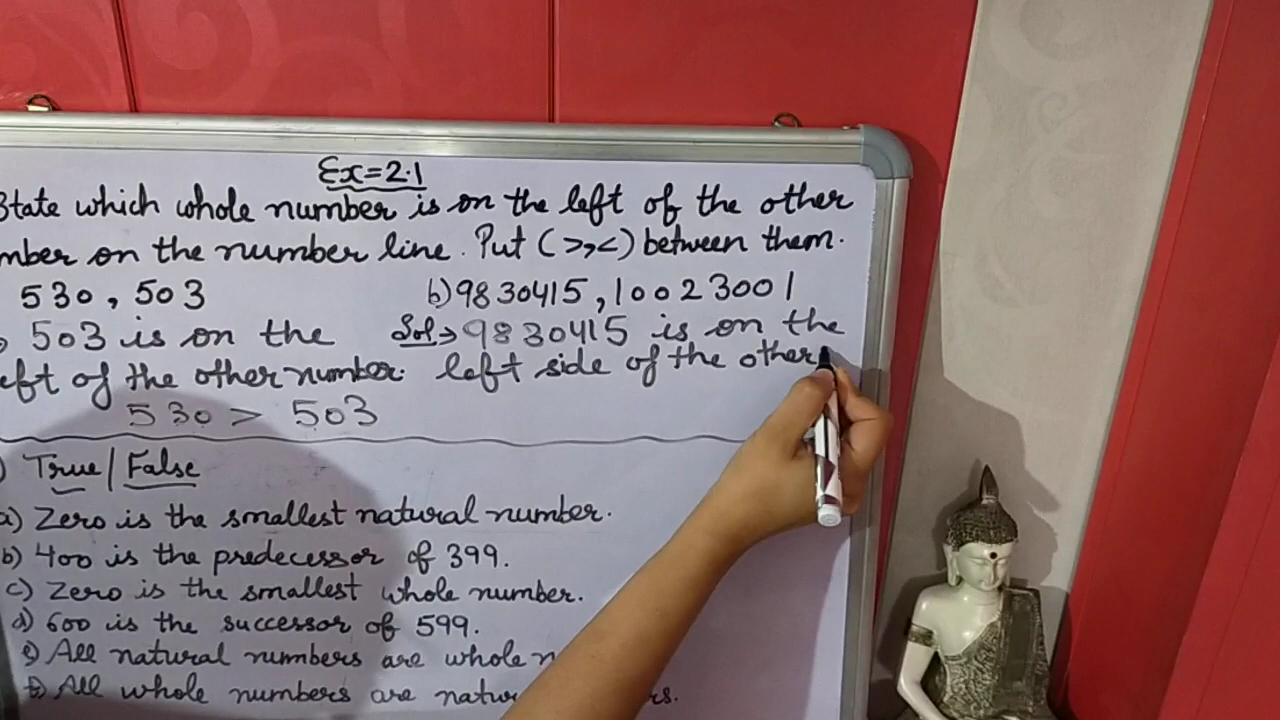 Ex=2.1
State which whole number is on the left of the other
mber on the number line. Put (>,<) between them.
530, 503
b) 9830415, 10023001
503 is on the
eft of the other number.
530 > 503
Sol→ 9830415 is on the
left side of the other
) True/False
a) Zero is the smallest natural number.
b) 400 is the predecessor of 399.
c) Zero is the smallest whole number.
d) 600 is the successor of 599.
e) All natural numbers are whole n
f) All whole numbers are natu rs.